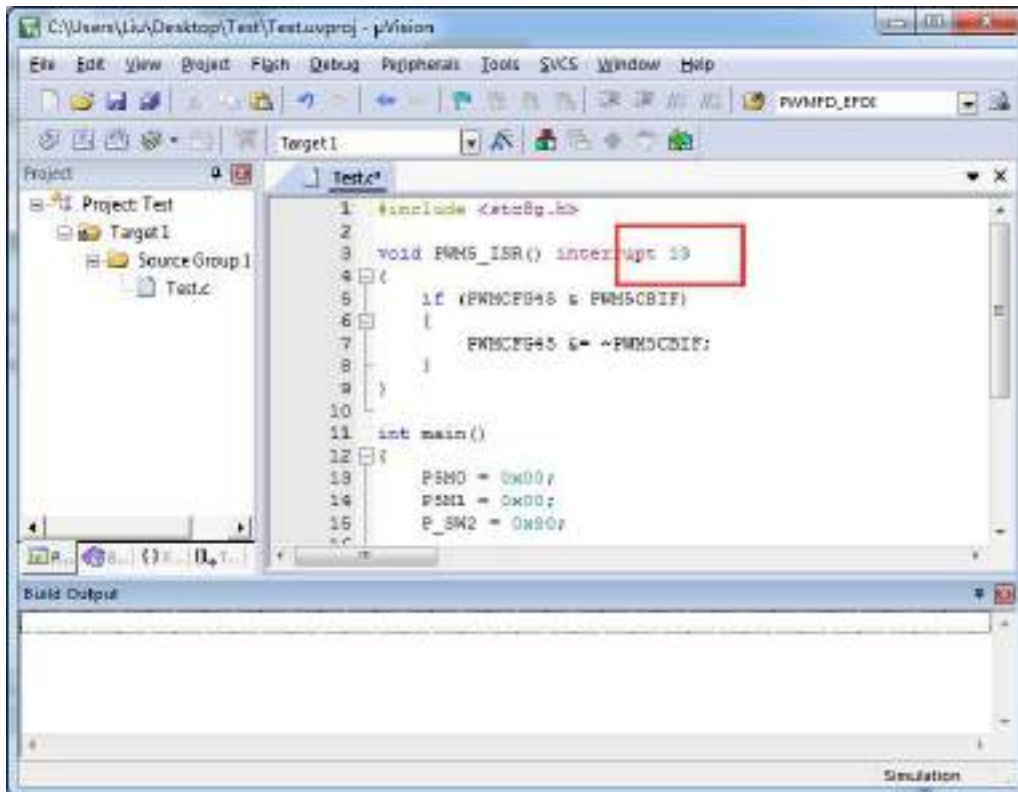 C:\Users\Liu\Desktop\Test\Test.uvproj - µVision
File Edit View Project Flash Debug Peripherals Tools SVCS Window Help
Target 1
Project
Test.c*
Project: Test
Target 1
Source Group 1
Test.c
1 #include <stc8g.h>
2
3 void PWM5_ISR() interrupt
4 {
5 if (PWMCFG45 & PWM5CBIF)
6 {
7 PWMCFG45 &= ~PWM5CBIF;
8 }
9 }
10
11 int main()
12 {
13 P5M0 = 0x00;
14 P5M1 = 0x00;
15 P_SW2 = 0x80;
Build Output
Simulation